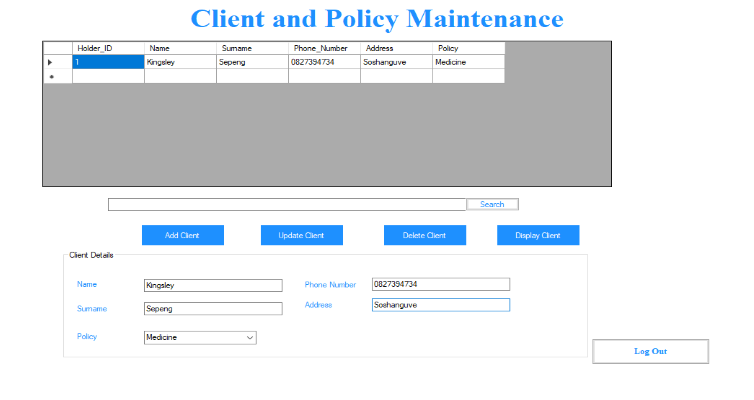 Client and Policy Maintenance
Holder_ID Name Surname Phone_Number Address Policy
1 Kingsley Sepeng 0827394734 Soshanguve Medicine
Search
Add Client Update Client Delete Client Display Client
Client Details
Name Kingsley Phone Number 0827394734
Surname Sepeng Address Soshanguve
Policy Medicine
Log Out